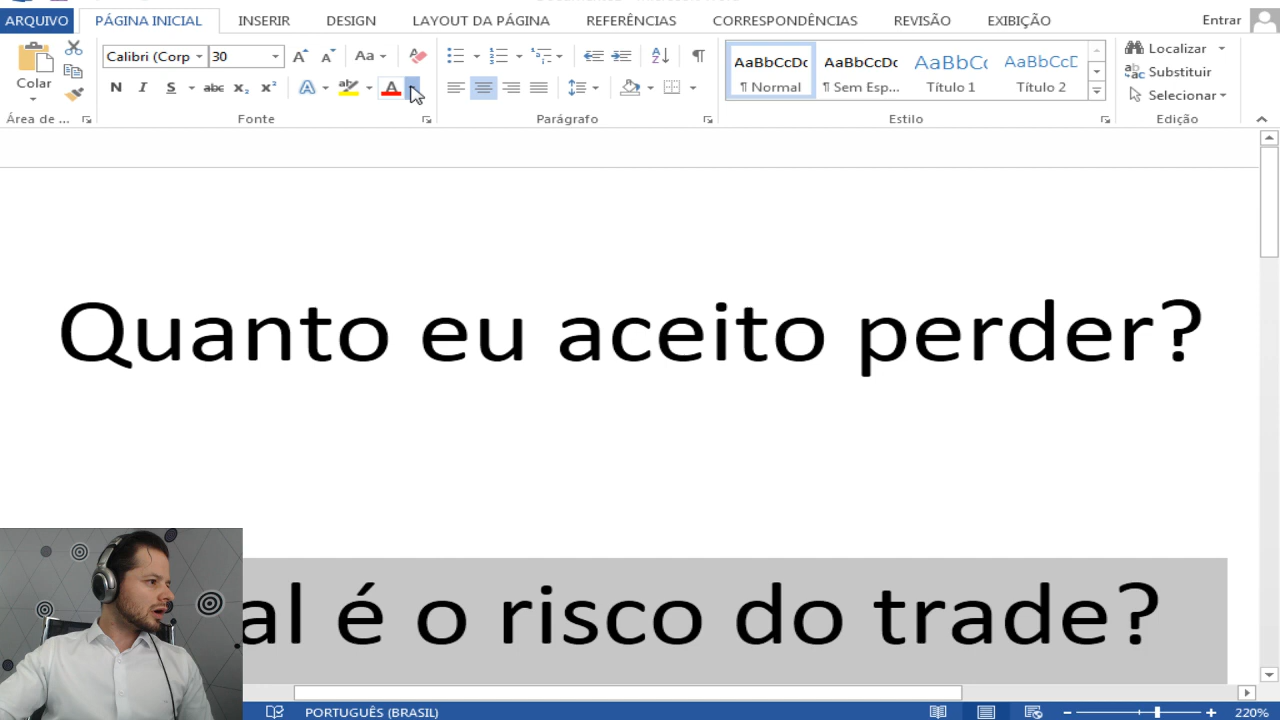 ARQUIVO PÁGINA INICIAL INSERIR DESIGN LAYOUT DA PÁGINA REFERÊNCIAS CORRESPONDÊNCIAS REVISÃO EXIBIÇÃO Entrar
Colar
Calibri (Corp 30 Aa
N I S abc x₂ x² A aby A
AaBbCcDc AaBbCcDc AaBbC( AaBbCcD
¶ Normal ¶ Sem Esp... Título 1 Título 2
Localizar
Substituir
Selecionar
Área de ... Fonte Parágrafo Estilo Edição
Quanto eu aceito perder?
al é o risco do trade?
PORTUGUÊS (BRASIL) 220%